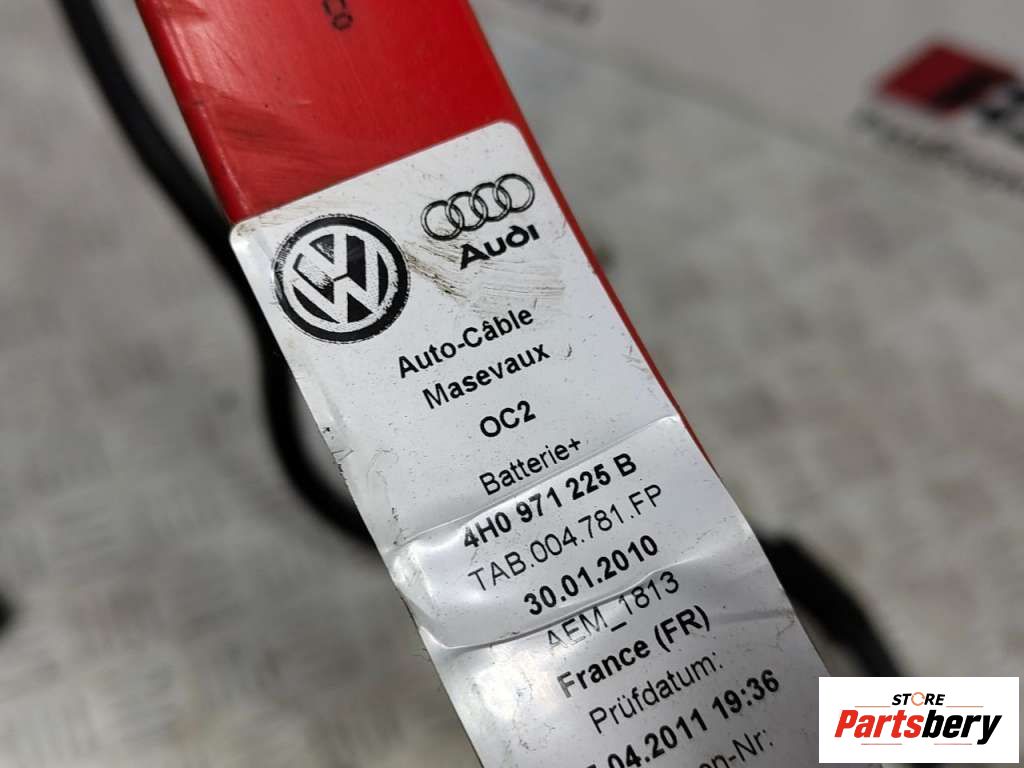 Audi
Auto-Câble
Masevaux
OC2
Batterie+
4H0 971 225 B
TAB.004.781.FP
30.01.2010
AEM_1813
France (FR)
Prüfdatum:
.04.2011 19:36
-Nr:
STORE
Partsbery